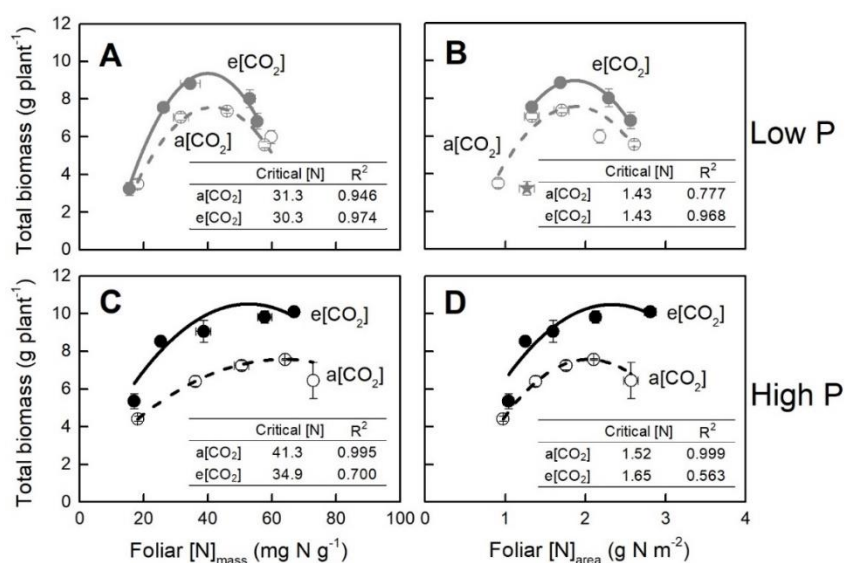 A
B
e[CO₂]
e[CO₂]
a[CO₂]
a[CO₂]
Total biomass (g plant⁻¹)
12
10
8
6
4
2
0
Critical [N] R²
a[CO₂] 31.3 0.946
e[CO₂] 30.3 0.974
Critical [N] R²
a[CO₂] 1.43 0.777
e[CO₂] 1.43 0.968
Low P
C
D
e[CO₂]
e[CO₂]
a[CO₂]
a[CO₂]
Total biomass (g plant⁻¹)
12
10
8
6
4
2
0
Critical [N] R²
a[CO₂] 41.3 0.995
e[CO₂] 34.9 0.700
Critical [N] R²
a[CO₂] 1.52 0.999
e[CO₂] 1.65 0.563
High P
0 20 40 60 80 100
0 1 2 3 4
Foliar [N]mass (mg N g⁻¹)
Foliar [N]area (g N m⁻²)